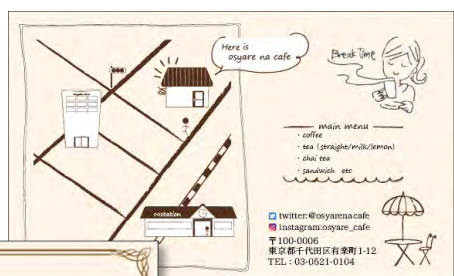 Here is
osyare na cafe
Break Time
oostation
main menu
・coffee
・tea (straight/milk/lemon)
・chai tea
・sandwich etc
twitter:@osyarenacafe
instagram:osyare_cafe
〒100-0006
東京都千代田区有楽町1-12
TEL：03-0521-0104